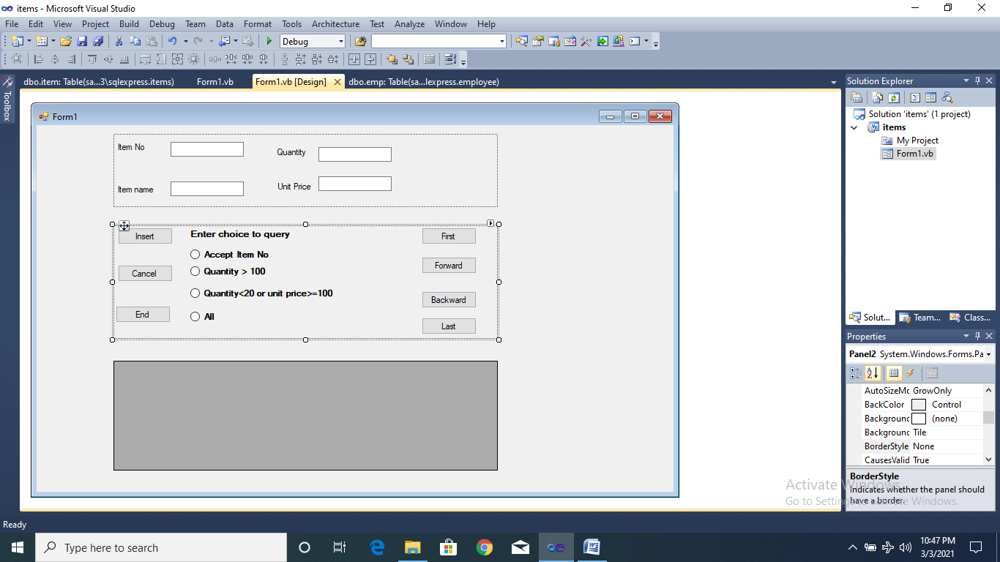 items - Microsoft Visual Studio
File Edit View Project Build Debug Team Data Format Tools Architecture Test Analyze Window Help
Debug
Toolbox
dbo.item: Table(sa...3\sqlexpress.items) Form1.vb Form1.vb [Design] dbo.emp: Table(sa...lexpress.employee)
Form1
Item No
Quantity
Item name
Unit Price
Insert
Enter choice to query
First
Accept Item No
Forward
Cancel
Quantity > 100
Quantity<20 or unit price>=100
Backward
End
All
Last
Solution Explorer
Solution 'items' (1 project)
items
My Project
Form1.vb
Solut... Team... Class...
Properties
Panel2 System.Windows.Forms.Pa
AutoSizeMc GrowOnly
BackColor Control
Backgrounc (none)
Backgrounc Tile
BorderStyle None
CausesValid True
BorderStyle
Indicates whether the panel should
have a border.
Activate Windows
Go to Settings to activate Windows.
Ready
Type here to search
10:47 PM
3/3/2021